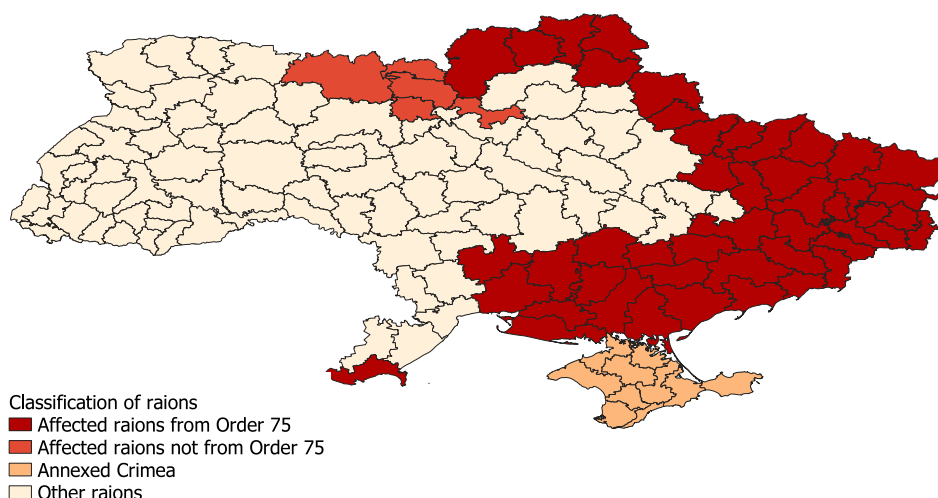 Classification of raions
Affected raions from Order 75
Affected raions not from Order 75
Annexed Crimea
Other raions